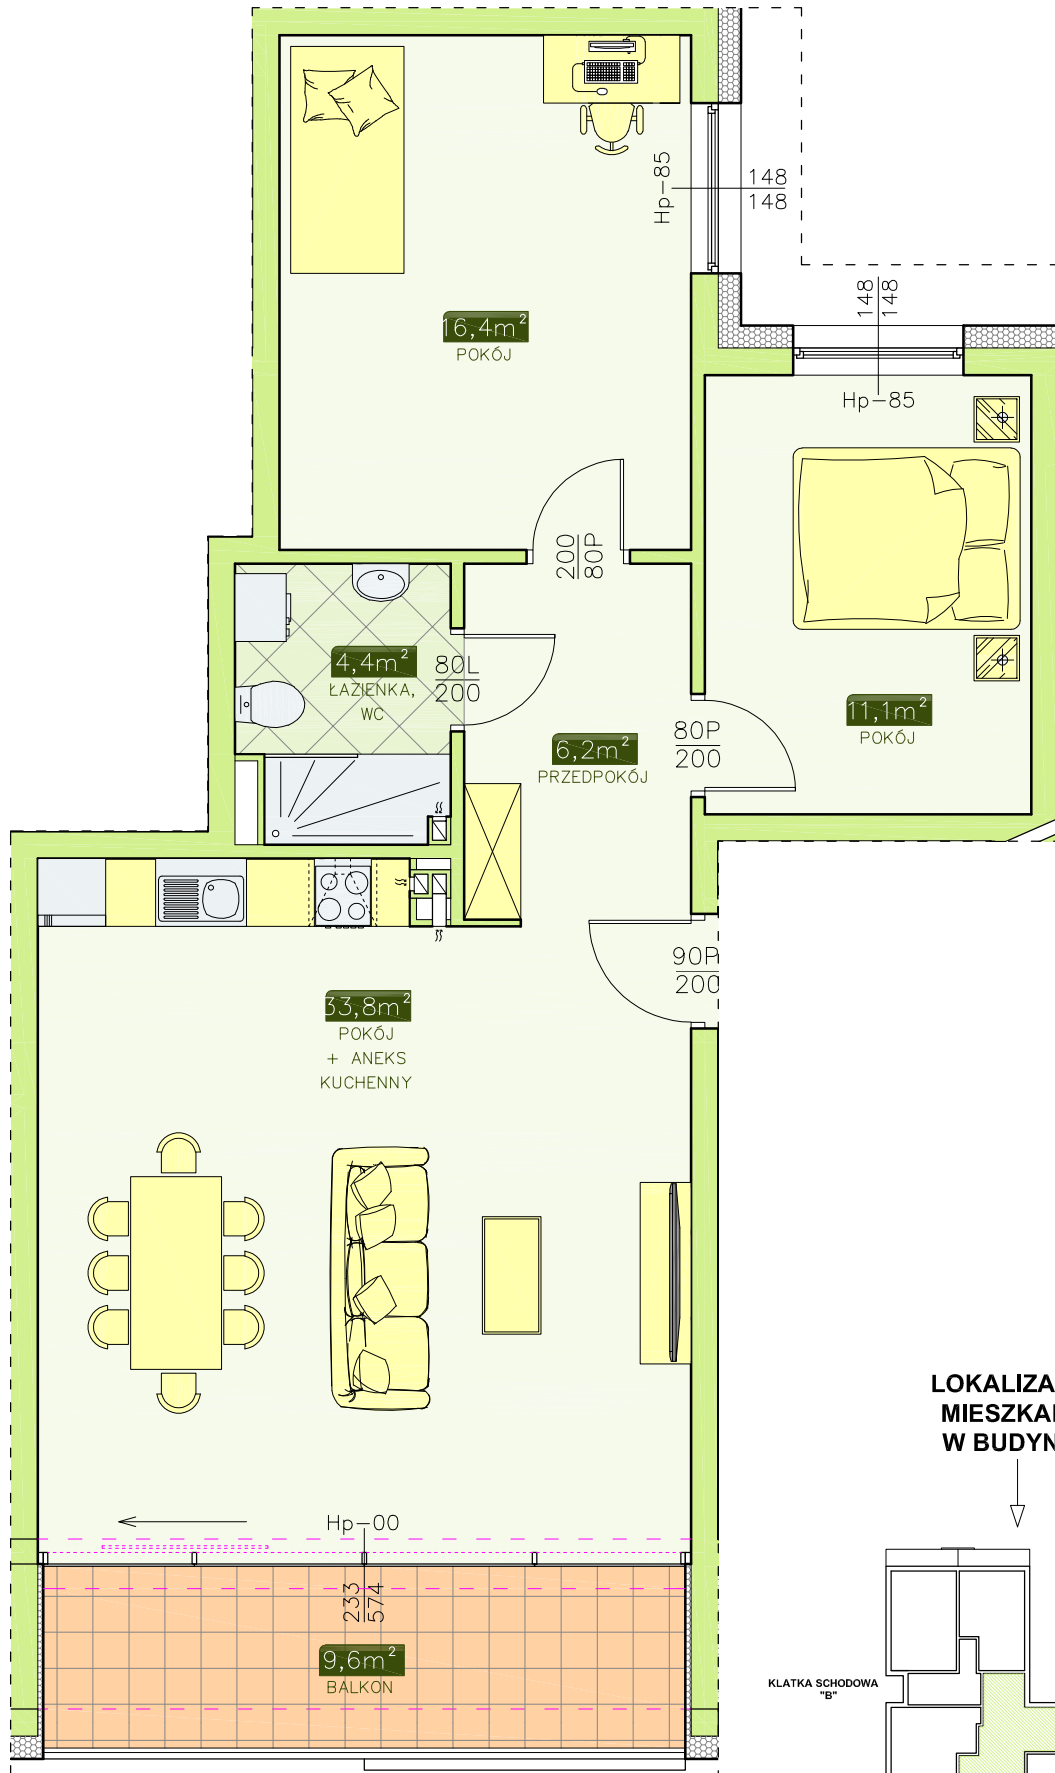 Hp-85
148
148
148
148
Hp-85
16,4m²
POKÓJ
200
80P
4,4m²
ŁAZIENKA,
WC
80L
200
11,1m²
POKÓJ
80P
200
6,2m²
PRZEDPOKÓJ
90P
200
33,8m²
POKÓJ
+ ANEKS
KUCHENNY
LOKALIZA
MIESZKA
W BUDYN
Hp-00
233
574
9,6m²
BALKON
KLATKA SCHODOWA
"B"